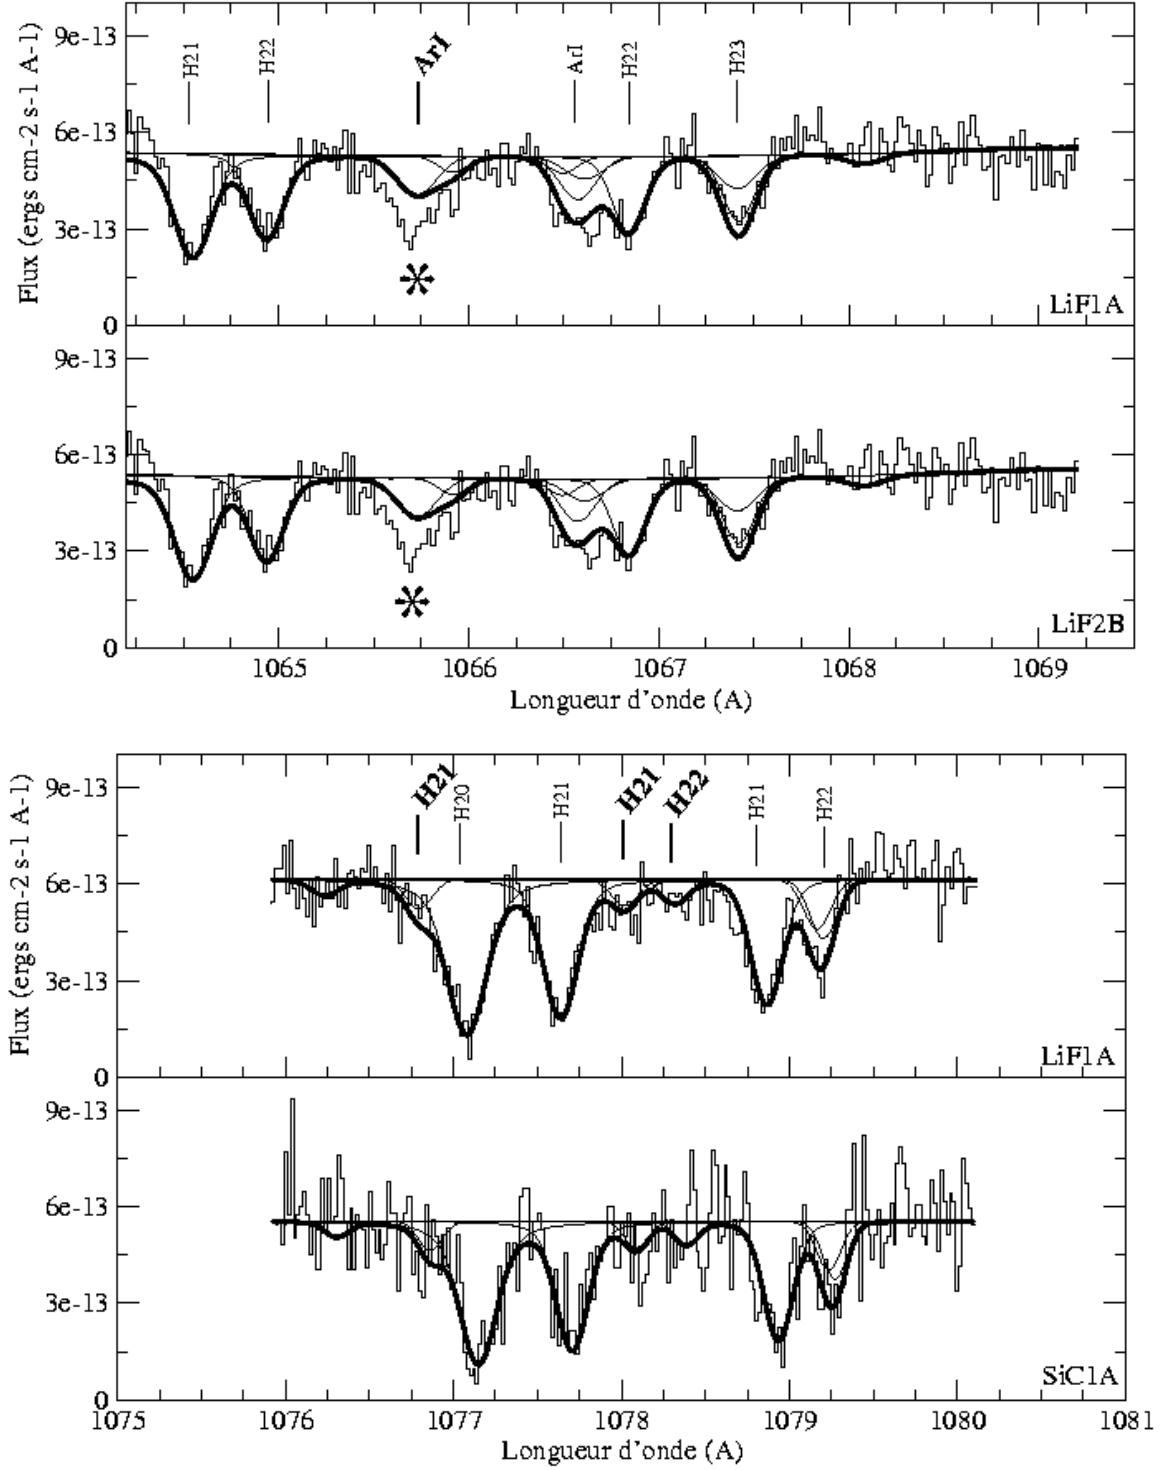 Flux (ergs cm-2 s-1 A-1)
9e-13
6e-13
3e-13
0
H21 H22 ArI ArI H22 H23
LiF1A
9e-13
6e-13
3e-13
0
LiF2B
1065 1066 1067 1068 1069
Longueur d'onde (A)
Flux (ergs cm-2 s-1 A-1)
9e-13
6e-13
3e-13
0
H21 H20 H21 H21 H22 H21 H22
LiF1A
9e-13
6e-13
3e-13
0
SiC1A
1075 1076 1077 1078 1079 1080 1081
Longueur d'onde (A)